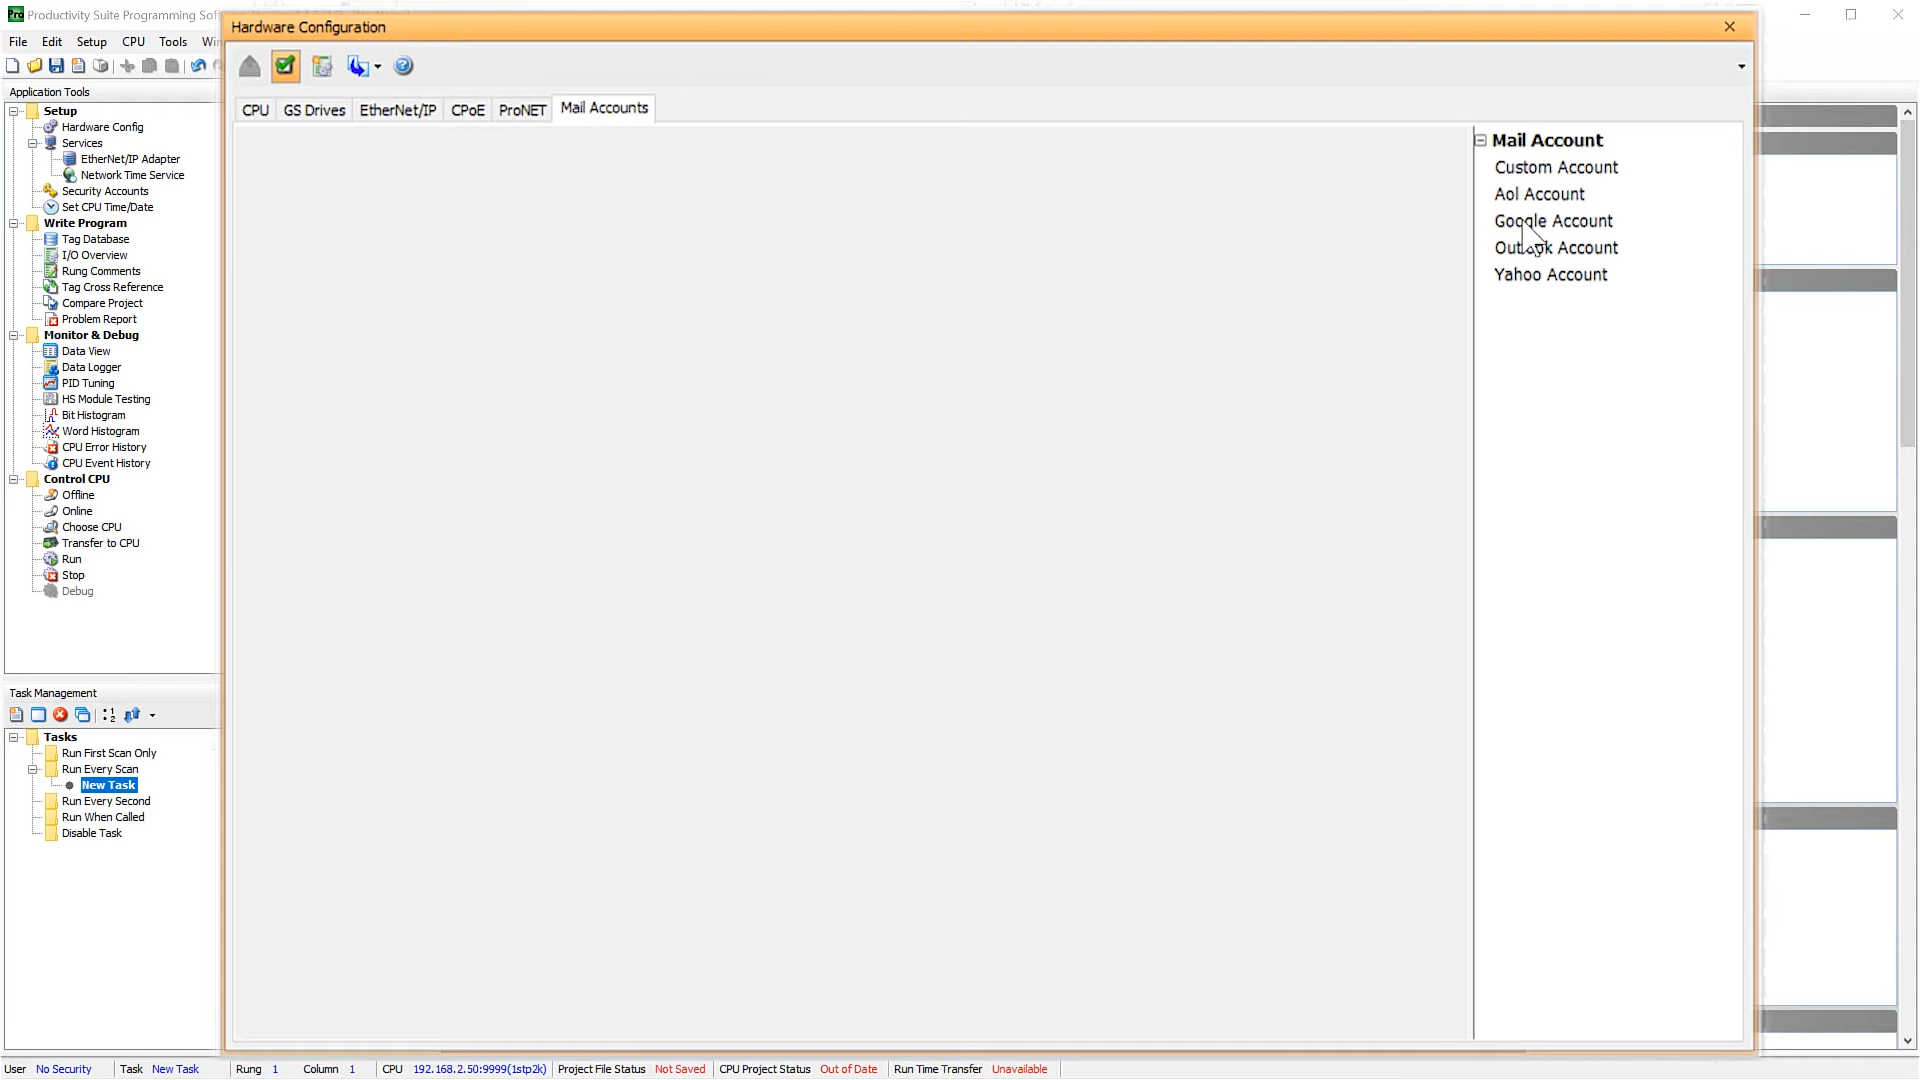 Productivity Suite Programming
Hardware Configuration
File Edit Setup CPU Tools
Application Tools
Setup
Hardware Config
Services
EtherNet/IP Adapter
Network Time Service
Security Accounts
Set CPU Time/Date
Write Program
Tag Database
I/O Overview
Rung Comments
Tag Cross Reference
Compare Project
Problem Report
Monitor & Debug
Data View
Data Logger
PID Tuning
HS Module Testing
Bit Histogram
Word Histogram
CPU Error History
CPU Event History
Control CPU
Offline
Online
Choose CPU
Transfer to CPU
Run
Stop
Debug
Task Management
Tasks
Run First Scan Only
Run Every Scan
New Task
Run Every Second
Run When Called
Disable Task
CPU GS Drives EtherNet/IP CPoE ProNET Mail Accounts
Mail Account
Custom Account
Aol Account
Google Account
Outlook Account
Yahoo Account
User No Security Task New Task Rung 1 Column 1 CPU 192.168.2.50:9999(1stp2k) Project File Status Not Saved CPU Project Status Out of Date Run Time Transfer Unavailable